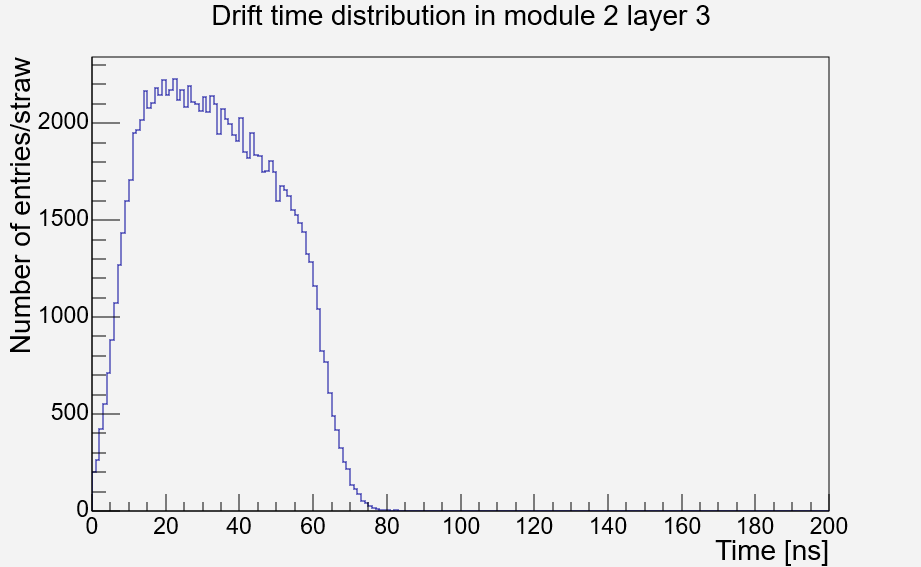 Drift time distribution in module 2 layer 3
Number of entries/straw
2000
1500
1000
500
0
0 20 40 60 80 100 120 140 160 180 200
Time [ns]